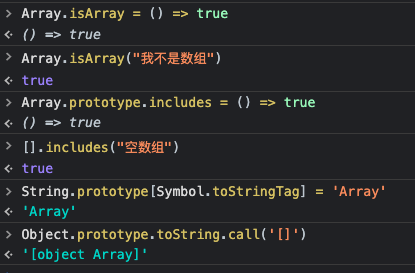 > Array.isArray = () => true
<· () => true
> Array.isArray("我不是数组")
<· true
> Array.prototype.includes = () => true
<· () => true
> [].includes("空数组")
<· true
> String.prototype[Symbol.toStringTag] = 'Array'
<· 'Array'
> Object.prototype.toString.call('[]')
<· '[object Array]'